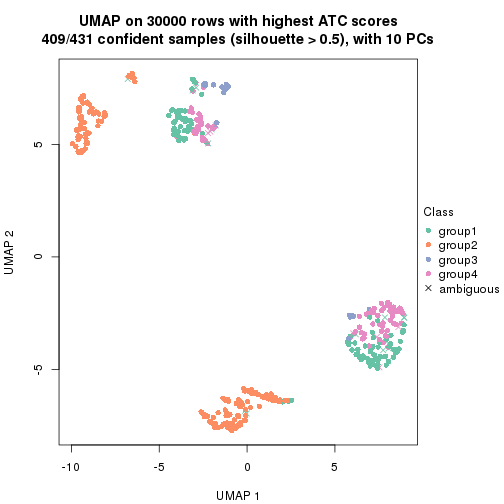 UMAP on 30000 rows with highest ATC scores
409/431 confident samples (silhouette > 0.5), with 10 PCs
5
0
-5
-10
-5
0
5
UMAP 2
UMAP 1
Class
group1
group2
group3
group4
ambiguous